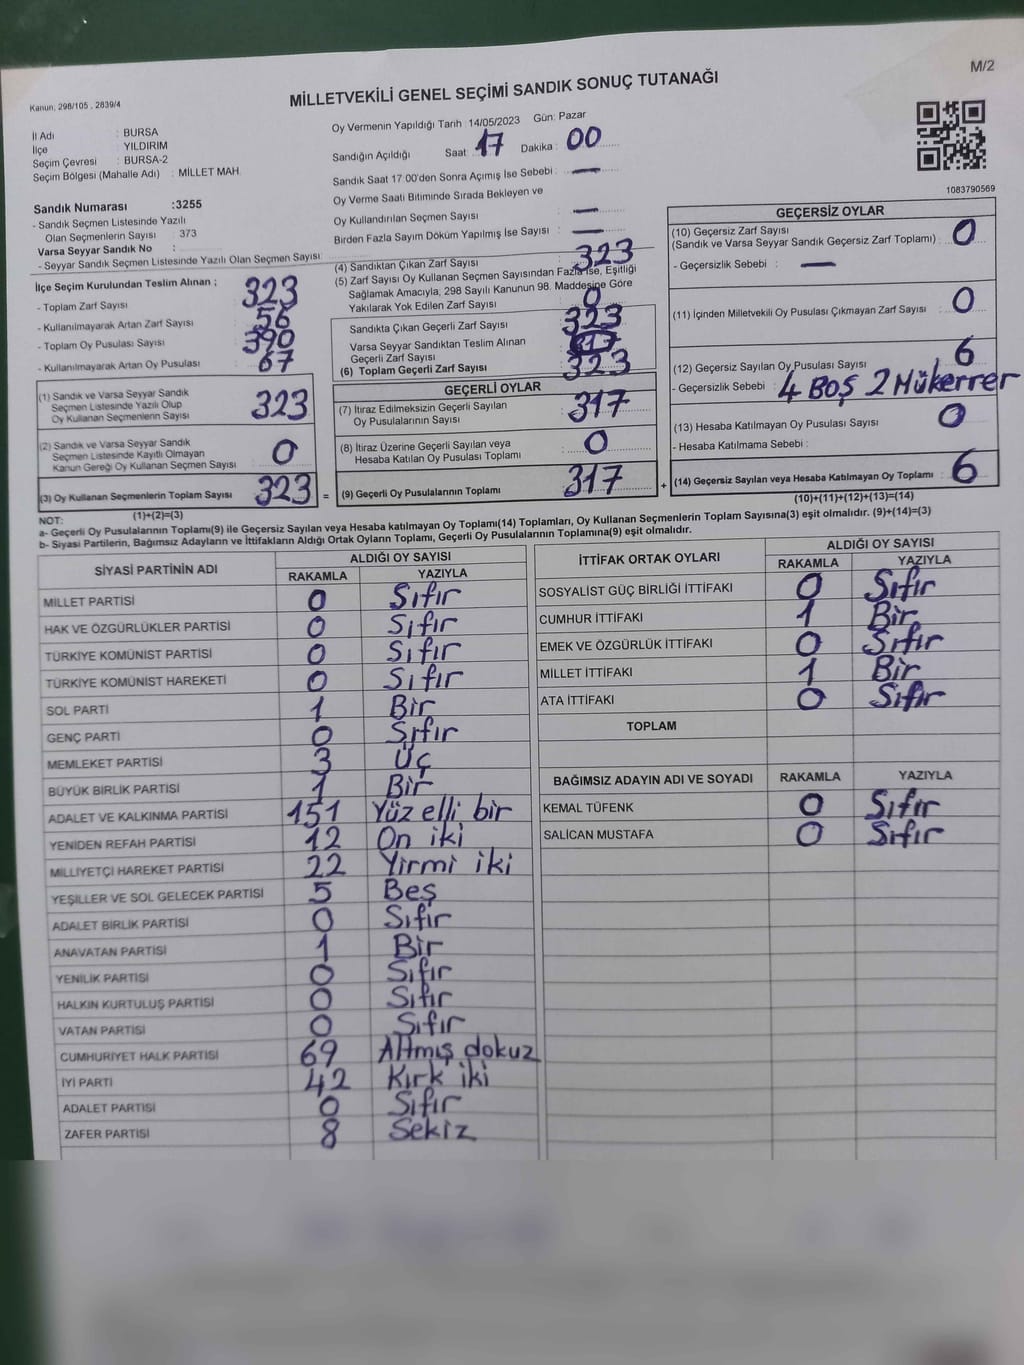 M/2
Kanun, 298/105 , 2839/4
MİLLETVEKİLİ GENEL SEÇİMİ SANDIK SONUÇ TUTANAĞI
İl Adı : BURSA
İlçe : YILDIRIM
Seçim Çevresi : BURSA-2
Seçim Bölgesi (Mahalle Adı) : MİLLET MAH.
Sandık Numarası :3255
- Sandık Seçmen Listesinde Yazılı
Olan Seçmenlerin Sayısı : 373
Varsa Seyyar Sandık No :
- Seyyar Sandık Seçmen Listesinde Yazılı Olan Seçmen Sayısı :
İlçe Seçim Kurulundan Teslim Alınan ;
- Toplam Zarf Sayısı : 323
- Kullanılmayarak Artan Zarf Sayısı : 56
- Toplam Oy Pusulası Sayısı : 390
- Kullanılmayarak Artan Oy Pusulası : 67
(1) Sandık ve Varsa Seyyar Sandık
Seçmen Listesinde Yazılı Olup
Oy Kullanan Seçmenlerin Sayısı : 323
(2) Sandık ve Varsa Seyyar Sandık
Seçmen Listesinde Kayıtlı Olmayan
Kanun Gereği Oy Kullanan Seçmen Sayısı : 0
(3) Oy Kullanan Seçmenlerin Toplam Sayısı : 323
(1)+(2)=(3)
Oy Vermenin Yapıldığı Tarih : 14/05/2023 Gün: Pazar
Sandığın Açıldığı Saat : 17 Dakika : 00
Sandık Saat 17:00'den Sonra Açımış İse Sebebi : —
Oy Verme Saati Bitiminde Sırada Bekleyen ve
Oy Kullandırılan Seçmen Sayısı : —
Birden Fazla Sayım Döküm Yapılmış İse Sayısı : —
(4) Sandıktan Çıkan Zarf Sayısı : 323
(5) Zarf Sayısı Oy Kullanan Seçmen Sayısından Fazla İse, Eşitliği
Sağlamak Amacıyla, 298 Sayılı Kanunun 98. Maddesine Göre
Yakılarak Yok Edilen Zarf Sayısı : 0
Sandıkta Çıkan Geçerli Zarf Sayısı : 323
Varsa Seyyar Sandıktan Teslim Alınan
Geçerli Zarf Sayısı :
(6) Toplam Geçerli Zarf Sayısı : 323
GEÇERLİ OYLAR
(7) İtiraz Edilmeksizin Geçerli Sayılan
Oy Pusulalarının Sayısı : 317
(8) İtiraz Üzerine Geçerli Sayılan veya
Hesaba Katılan Oy Pusulası Toplamı : 0
= (9) Geçerli Oy Pusulalarının Toplamı : 317
1083790569
GEÇERSİZ OYLAR
(10) Geçersiz Zarf Sayısı
(Sandık ve Varsa Seyyar Sandık Geçersiz Zarf Toplamı) : 0
- Geçersizlik Sebebi : —
(11) İçinden Milletvekili Oy Pusulası Çıkmayan Zarf Sayısı : 0
(12) Geçersiz Sayılan Oy Pusulası Sayısı : 6
- Geçersizlik Sebebi : 4 Boş 2 Mükerrer
(13) Hesaba Katılmayan Oy Pusulası Sayısı : 0
- Hesaba Katılmama Sebebi :
+ (14) Geçersiz Sayılan veya Hesaba Katılmayan Oy Toplamı : 6
(10)+(11)+(12)+(13)=(14)
NOT:
a- Geçerli Oy Pusulalarının Toplamı(9) ile Geçersiz Sayılan veya Hesaba katılmayan Oy Toplamı(14) Toplamları, Oy Kullanan Seçmenlerin Toplam Sayısına(3) eşit olmalıdır. (9)+(14)=(3)
b- Siyasi Partilerin, Bağımsız Adayların ve İttifakların Aldığı Ortak Oyların Toplamı, Geçerli Oy Pusulalarının Toplamına(9) eşit olmalıdır.
SİYASİ PARTİNİN ADI ALDIĞI OY SAYISI
RAKAMLA YAZIYLA
MİLLET PARTİSİ 0 Sıfır
HAK VE ÖZGÜRLÜKLER PARTİSİ 0 Sıfır
TÜRKİYE KOMÜNIST PARTİSİ 0 Sıfır
TÜRKİYE KOMÜNIST HAREKETİ 0 Sıfır
SOL PARTİ 1 Bir
GENÇ PARTİ 0 Sıfır
MEMLEKET PARTİSİ 3 Üç
BÜYÜK BİRLİK PARTİSİ 1 Bir
ADALET VE KALKINMA PARTİSİ 151 Yüz elli bir
YENİDEN REFAH PARTİSİ 12 On iki
MİLLİYETÇİ HAREKET PARTİSİ 22 Yirmi iki
YEŞİLLER VE SOL GELECEK PARTİSİ 5 Beş
ADALET BİRLİK PARTİSİ 0 Sıfır
ANAVATAN PARTİSİ 1 Bir
YENİLİK PARTİSİ 0 Sıfır
HALKIN KURTULUŞ PARTİSİ 0 Sıfır
VATAN PARTİSİ 0 Sıfır
CUMHURİYET HALK PARTİSİ 69 Altmış dokuz
İYİ PARTİ 42 Kırk iki
ADALET PARTİSİ 0 Sıfır
ZAFER PARTİSİ 8 Sekiz
İTTİFAK ORTAK OYLARI ALDIĞI OY SAYISI
RAKAMLA YAZIYLA
SOSYALİST GÜÇ BİRLİĞİ İTTİFAKI 0 Sıfır
CUMHUR İTTİFAKI 1 Bir
EMEK VE ÖZGÜRLÜK İTTİFAKI 0 Sıfır
MİLLET İTTİFAKI 1 Bir
ATA İTTİFAKI 0 Sıfır
TOPLAM
BAĞIMSIZ ADAYIN ADI VE SOYADI RAKAMLA YAZIYLA
KEMAL TÜFENK 0 Sıfır
SALİCAN MUSTAFA 0 Sıfır